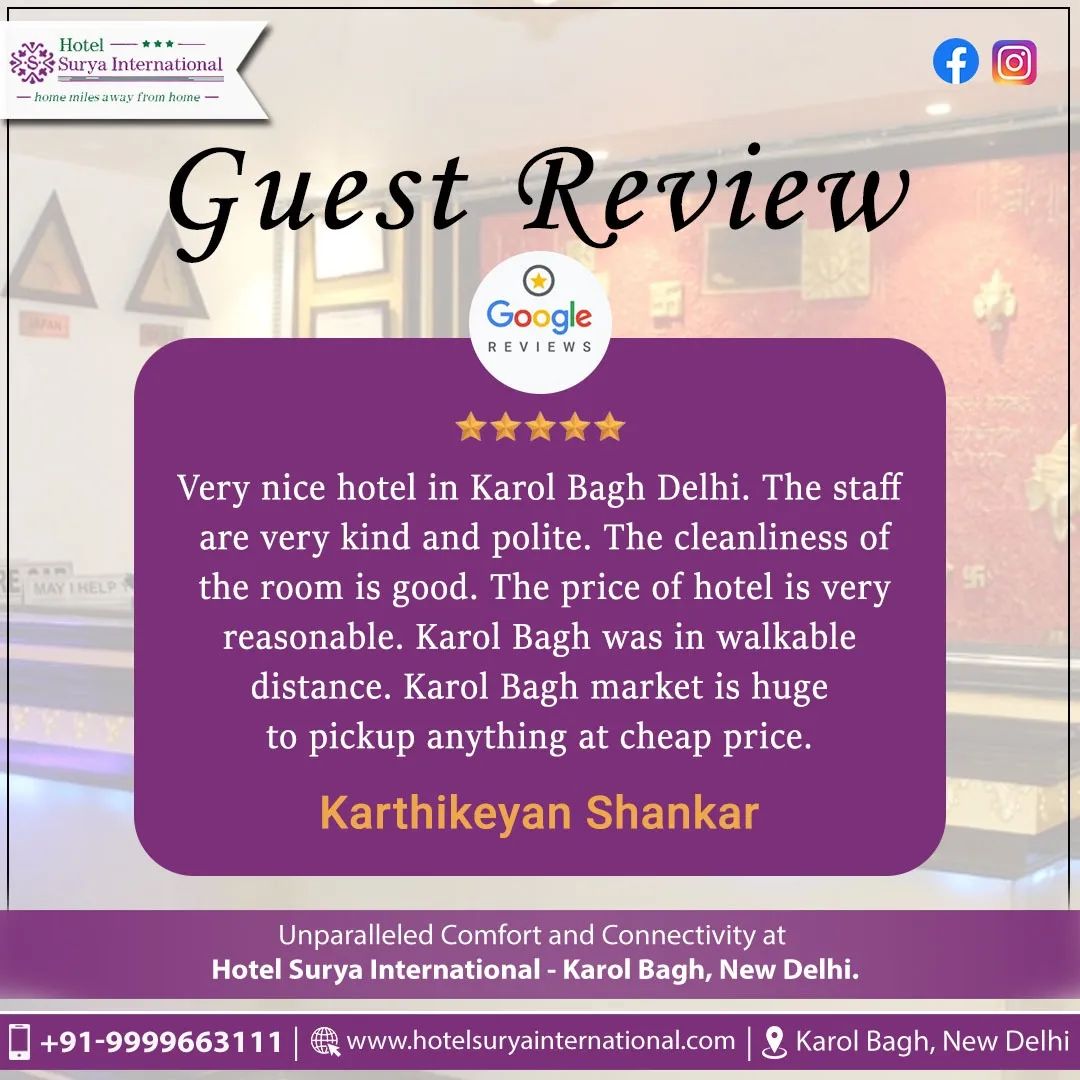 Hotel
Surya International
home miles away from home
Guest Review
Google
REVIEWS
Very nice hotel in Karol Bagh Delhi. The staff
are very kind and polite. The cleanliness of
the room is good. The price of hotel is very
reasonable. Karol Bagh was in walkable
distance. Karol Bagh market is huge
to pickup anything at cheap price.
Karthikeyan Shankar
JAPAN
MAY I HELP
Unparalleled Comfort and Connectivity at
Hotel Surya International - Karol Bagh, New Delhi.
+91-9999663111 | www.hotelsuryainternational.com | Karol Bagh, New Delhi